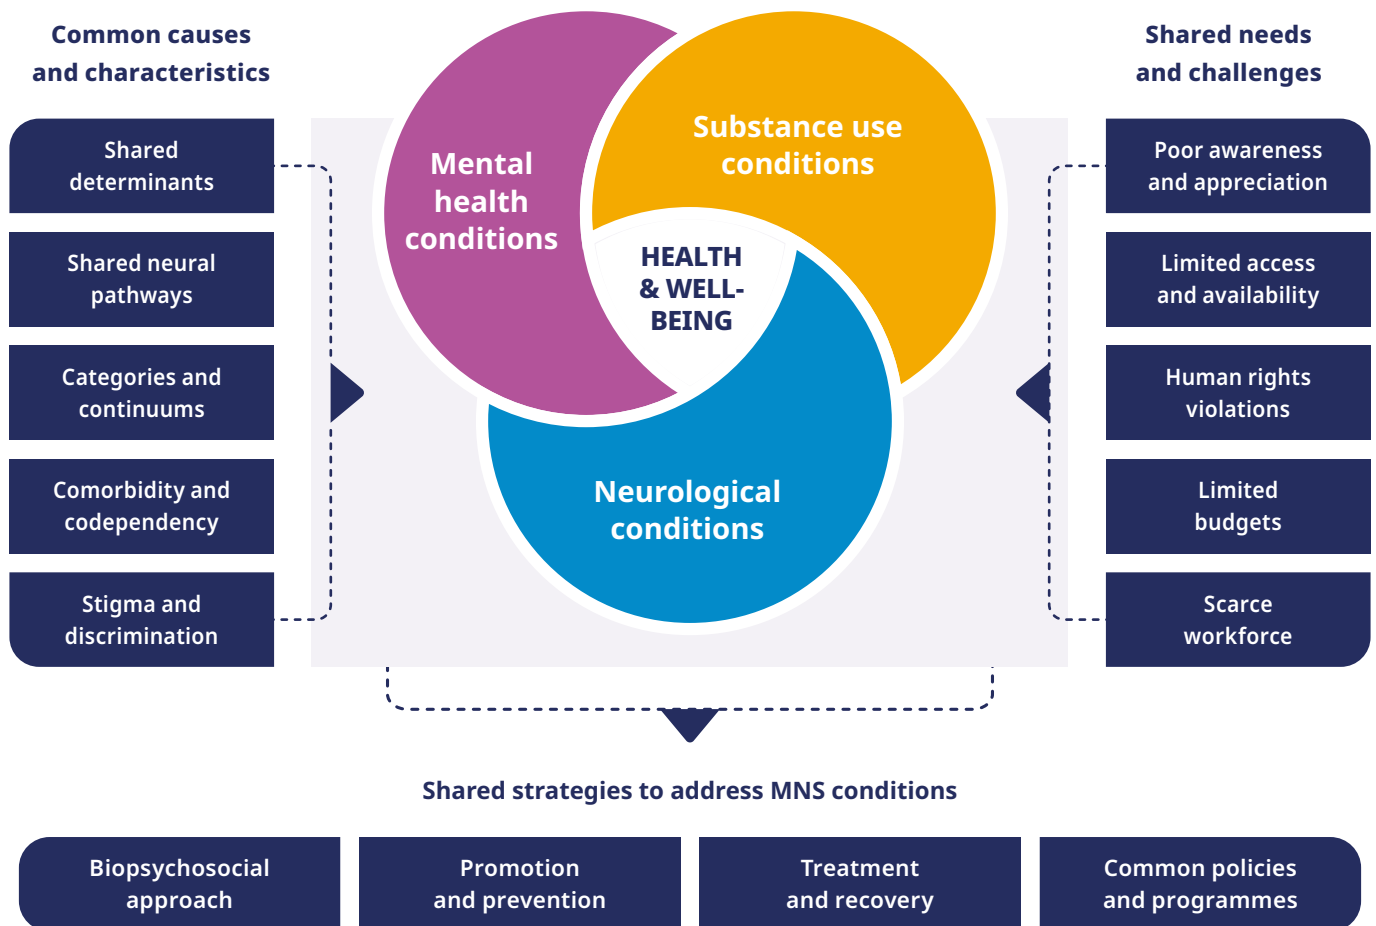 Common causes
and characteristics
Shared
determinants
Shared neural
pathways
Categories and
continuums
Comorbidity and
codependency
Stigma and
discrimination
Mental
health
conditions
Substance use
conditions
HEALTH
& WELL-
BEING
Neurological
conditions
Shared needs
and challenges
Poor awareness
and appreciation
Limited access
and availability
Human rights
violations
Limited
budgets
Scarce
workforce
Shared strategies to address MNS conditions
Biopsychosocial
approach
Promotion
and prevention
Treatment
and recovery
Common policies
and programmes